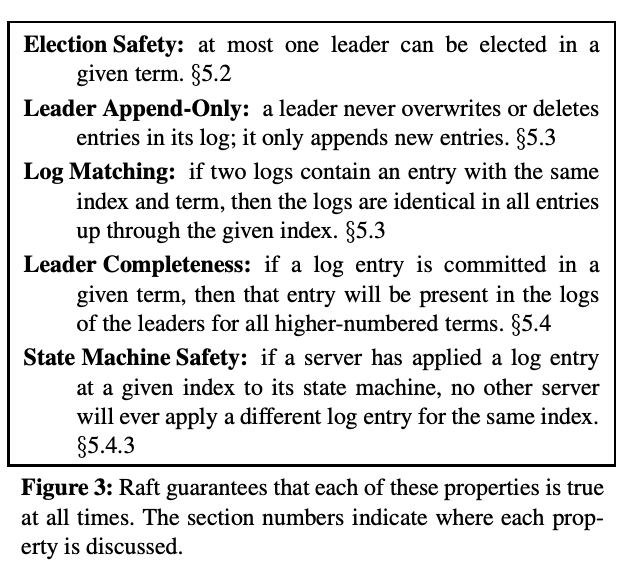 Election Safety: at most one leader can be elected in a
given term. §5.2
Leader Append-Only: a leader never overwrites or deletes
entries in its log; it only appends new entries. §5.3
Log Matching: if two logs contain an entry with the same
index and term, then the logs are identical in all entries
up through the given index. §5.3
Leader Completeness: if a log entry is committed in a
given term, then that entry will be present in the logs
of the leaders for all higher-numbered terms. §5.4
State Machine Safety: if a server has applied a log entry
at a given index to its state machine, no other server
will ever apply a different log entry for the same index.
§5.4.3
Figure 3: Raft guarantees that each of these properties is true
at all times. The section numbers indicate where each prop-
erty is discussed.